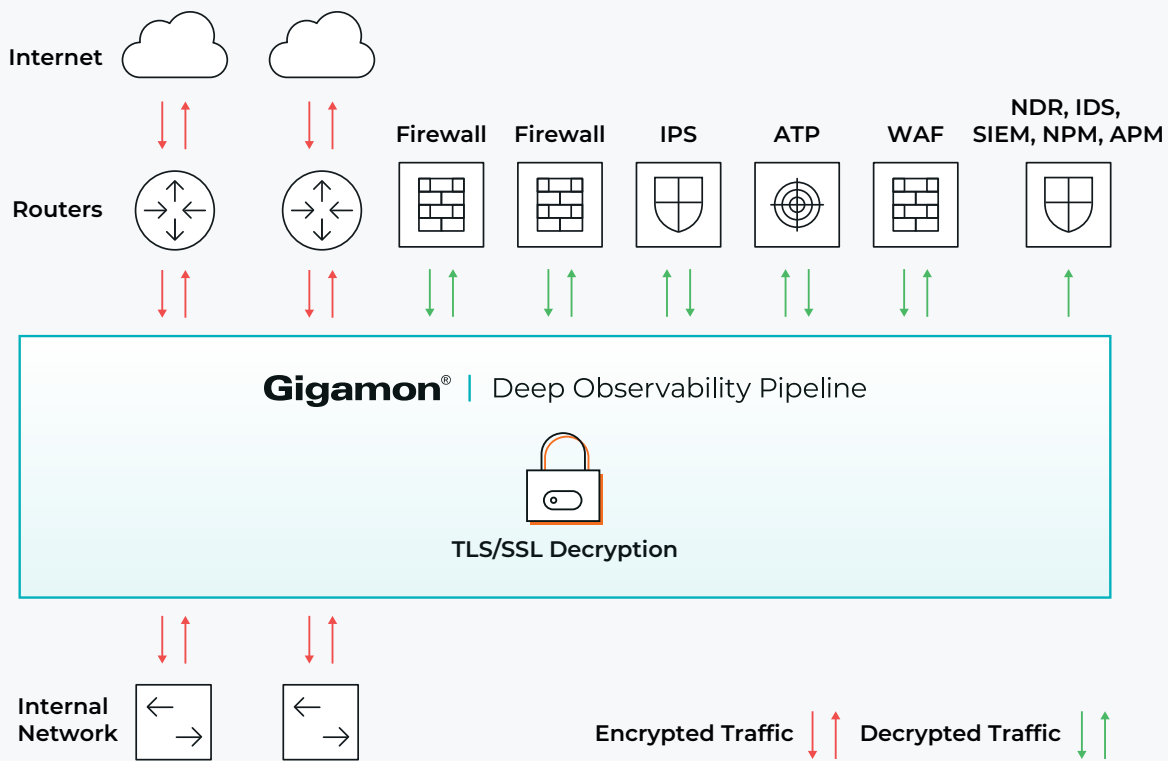 Internet
NDR, IDS,
Firewall Firewall IPS ATP WAF SIEM, NPM, APM
Routers
Gigamon® | Deep Observability Pipeline
TLS/SSL Decryption
Internal
Network
Encrypted Traffic Decrypted Traffic